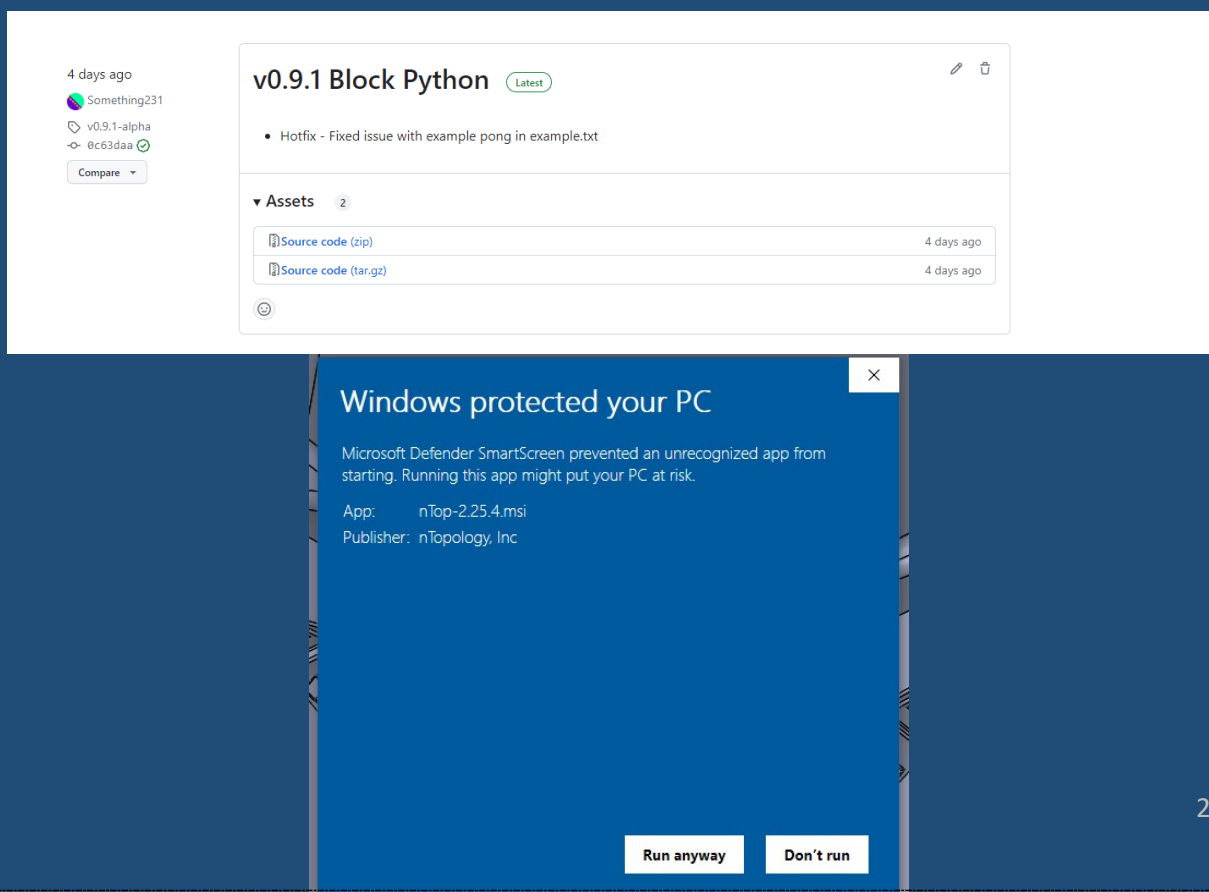 4 days ago
Something231
v0.9.1-alpha
0c63daa
Compare
v0.9.1 Block Python Latest
Hotfix - Fixed issue with example pong in example.txt
Assets 2
Source code (zip) 4 days ago
Source code (tar.gz) 4 days ago
Windows protected your PC
Microsoft Defender SmartScreen prevented an unrecognized app from
starting. Running this app might put your PC at risk.
App: nTop-2.25.4.msi
Publisher: nTopology, Inc
2
Run anyway Don't run